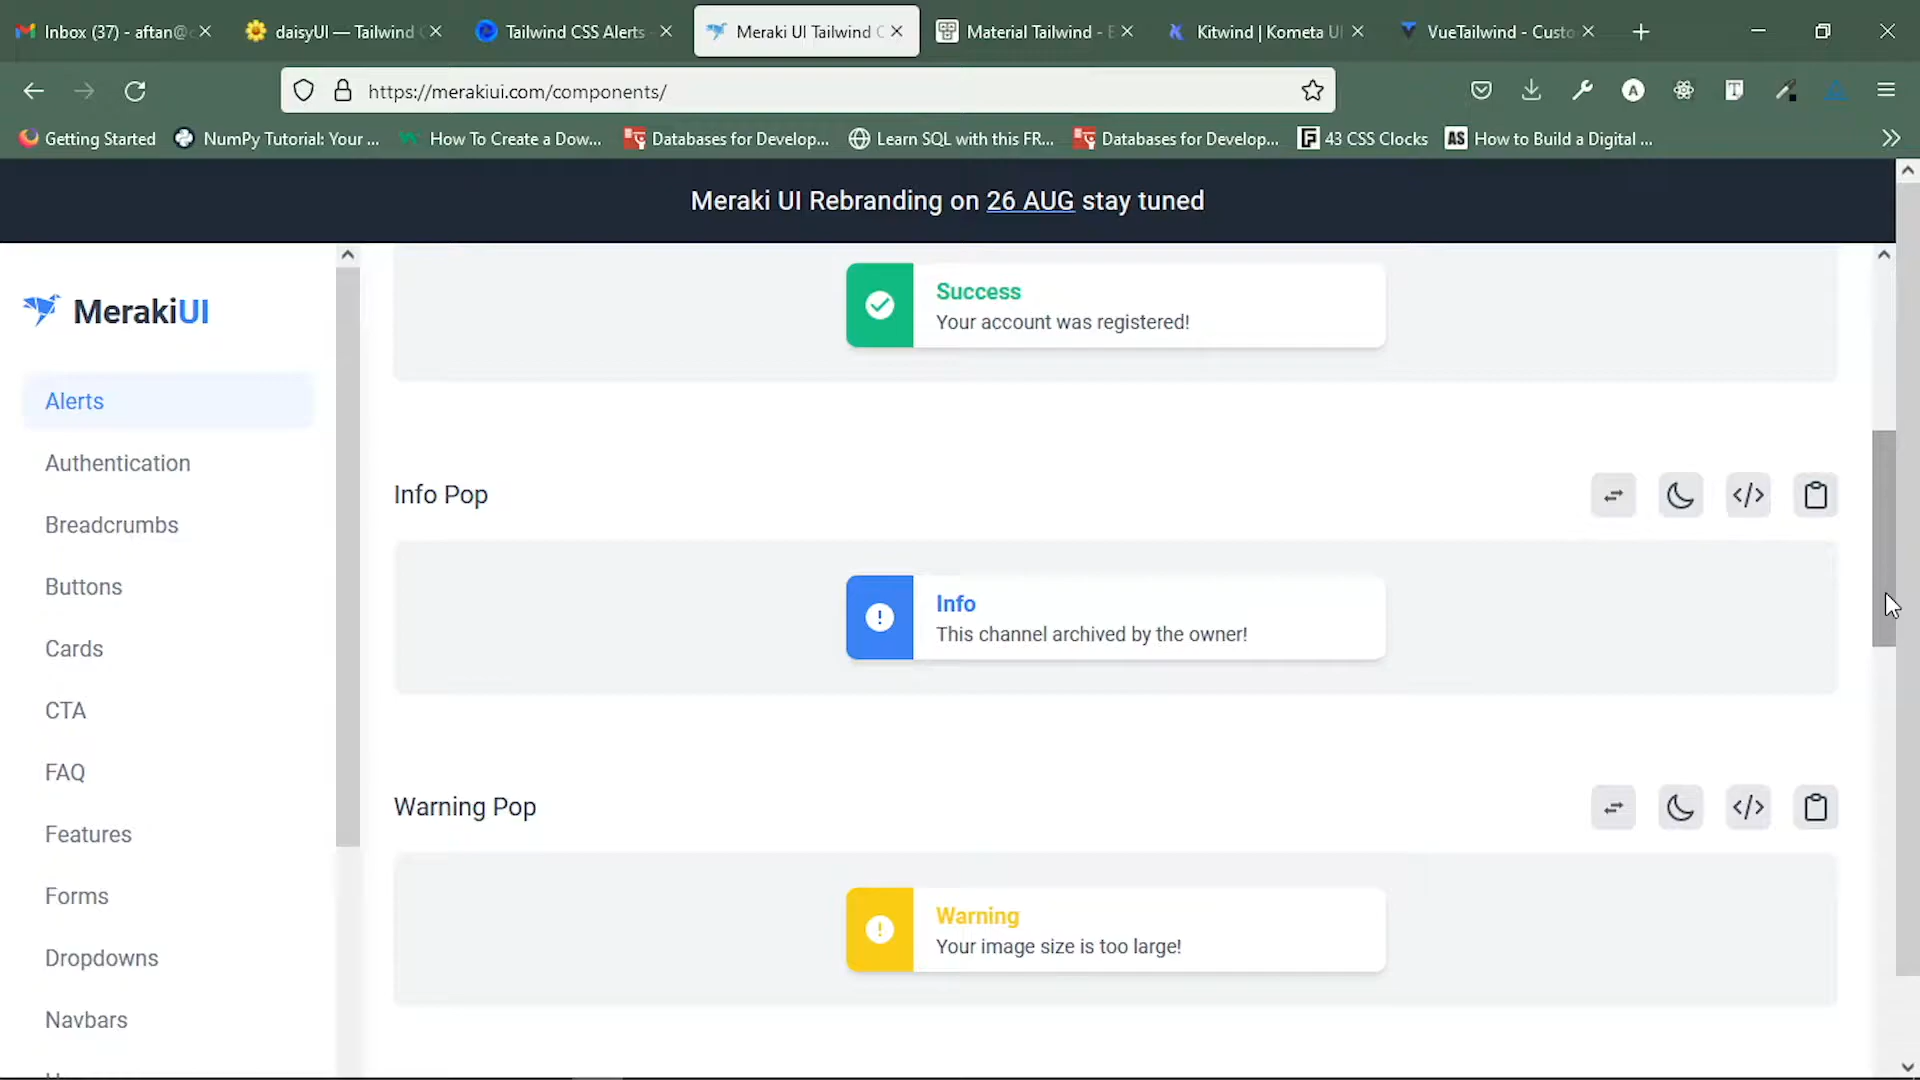 Inbox (37) - aftan@
daisyUI — Tailwind
Tailwind CSS Alerts
Meraki UI Tailwind C
Material Tailwind - E
Kitwind | Kometa UI
VueTailwind - Custo
https://merakiui.com/components/
Getting Started
NumPy Tutorial: Your ...
How To Create a Dow...
Databases for Develop...
Learn SQL with this FR...
Databases for Develop...
43 CSS Clocks
AS
How to Build a Digital ...
Meraki UI Rebranding on 26 AUG stay tuned
MerakiUI
Alerts
Authentication
Breadcrumbs
Buttons
Cards
CTA
FAQ
Features
Forms
Dropdowns
Navbars
Success
Your account was registered!
Info Pop
Info
This channel archived by the owner!
Warning Pop
Warning
Your image size is too large!